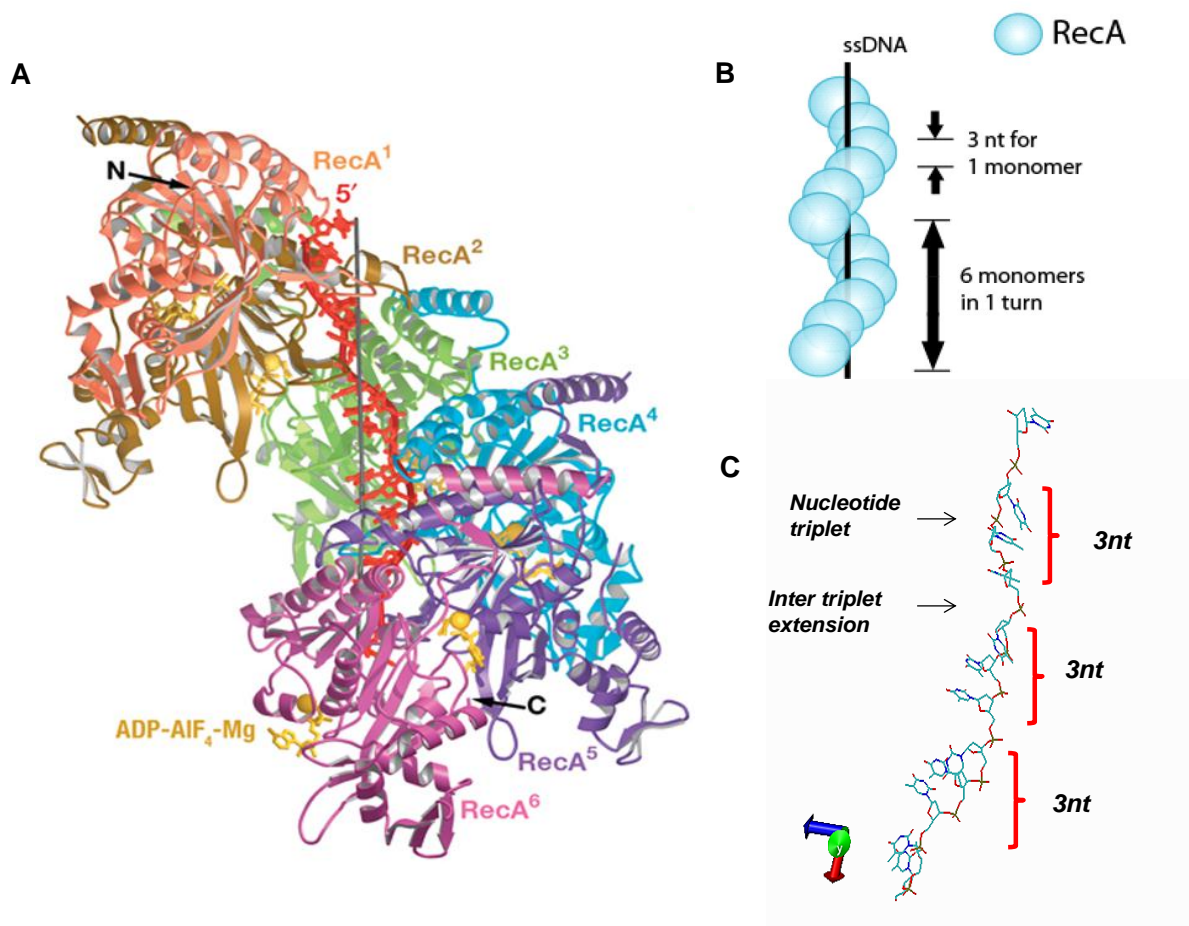 A
N
RecA¹
5′
RecA²
RecA³
RecA⁴
C
ADP-AlF₄-Mg
RecA⁵
RecA⁶
B
ssDNA
RecA
3 nt for
1 monomer
6 monomers
in 1 turn
C
Nucleotide
triplet
3nt
Inter triplet
extension
3nt
3nt